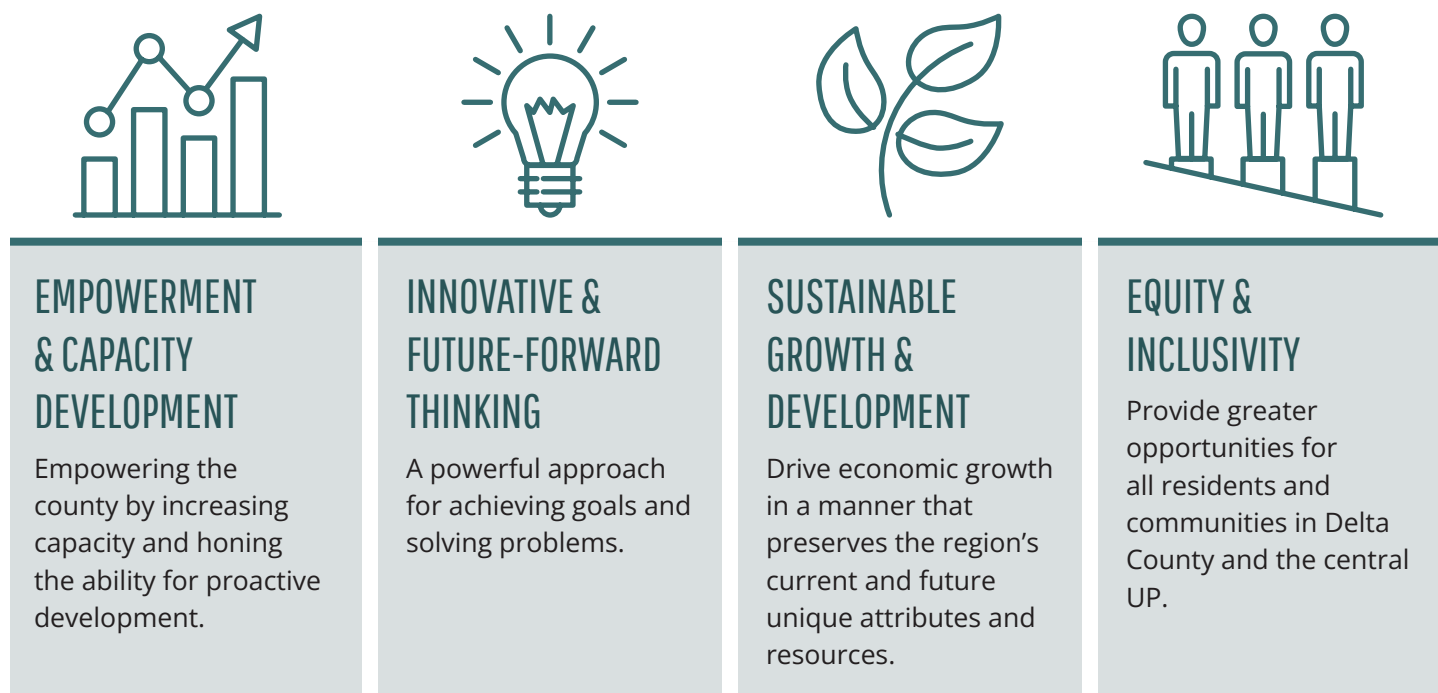 EMPOWERMENT
& CAPACITY
DEVELOPMENT
Empowering the
county by increasing
capacity and honing
the ability for proactive
development.
INNOVATIVE &
FUTURE-FORWARD
THINKING
A powerful approach
for achieving goals and
solving problems.
SUSTAINABLE
GROWTH &
DEVELOPMENT
Drive economic growth
in a manner that
preserves the region’s
current and future
unique attributes and
resources.
EQUITY &
INCLUSIVITY
Provide greater
opportunities for
all residents and
communities in Delta
County and the central
UP.